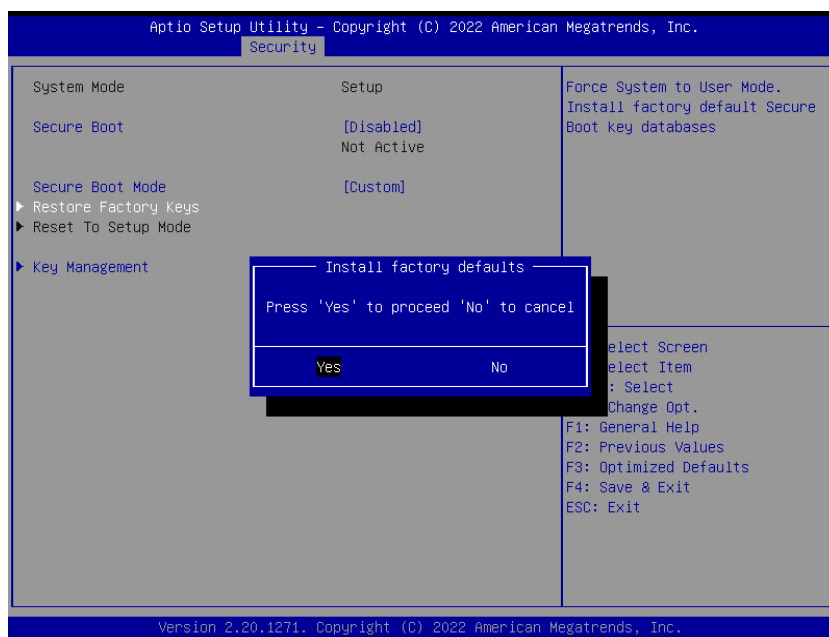 Aptio Setup Utility – Copyright (C) 2022 American Megatrends, Inc.
Security
System Mode Setup
Secure Boot [Disabled]
Not Active
Secure Boot Mode [Custom]
Restore Factory Keys
Reset To Setup Mode
Key Management
Force System to User Mode.
Install factory default Secure
Boot key databases
Install factory defaults
Press 'Yes' to proceed 'No' to cancel
Yes No
elect Screen
elect Item
: Select
Change Opt.
F1: General Help
F2: Previous Values
F3: Optimized Defaults
F4: Save & Exit
ESC: Exit
Version 2.20.1271. Copyright (C) 2022 American Megatrends, Inc.